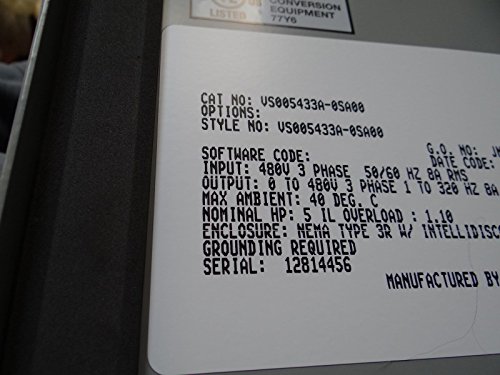 LISTED
CONVERSION
EQUIPMENT
77Y6
CAT NO: VS005433A-0SA00
OPTIONS:
STYLE NO: VS005433A-0SA00
G.O. NO: JM
SOFTWARE CODE: DATE CODE:
INPUT: 480V 3 PHASE 50/60 HZ 8A RMS
OUTPUT: 0 TO 480V 3 PHASE 1 TO 320 HZ 8A
MAX AMBIENT: 40 DEG. C
NOMINAL HP: 5 IL OVERLOAD : 1.10
ENCLOSURE: NEMA TYPE 3R W/ INTELLIDISCO
GROUNDING REQUIRED
SERIAL: 12814456
MANUFACTURED BY